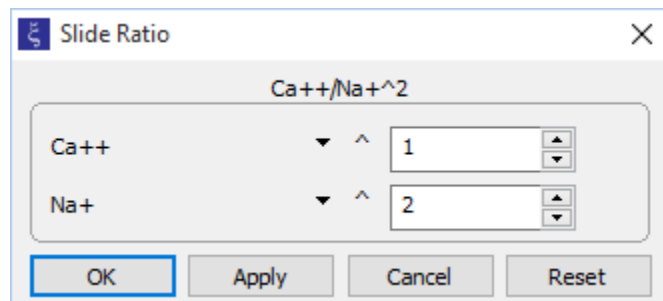 ξ Slide Ratio
Ca++/Na+^2
Ca++ ^ 1
Na+ ^ 2
OK Apply Cancel Reset